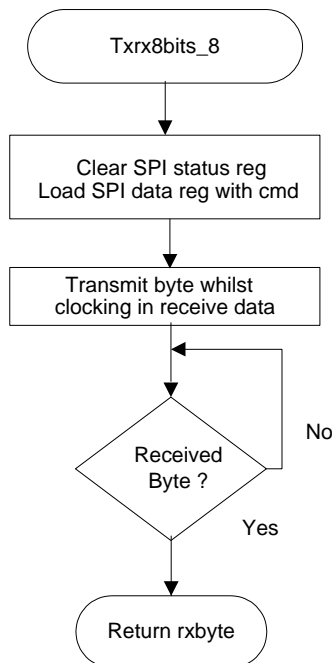 Txrx8bits_8
Clear SPI status reg
Load SPI data reg with cmd
Transmit byte whilst
clocking in receive data
Received
Byte ?
No
Yes
Return rxbyte